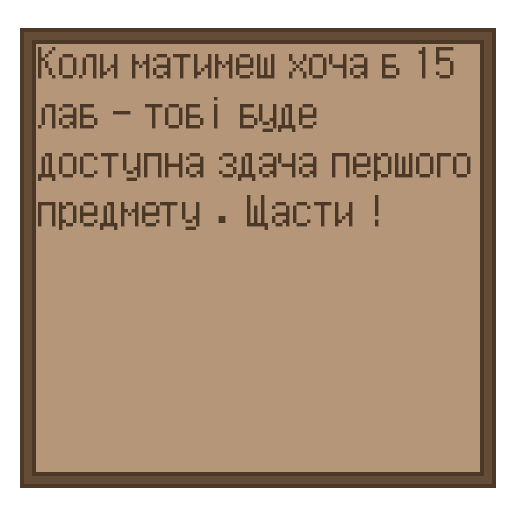 Коли матимеш хоча б 15
лаб - тобі буде
доступна здача першого
предмету . Щасти !